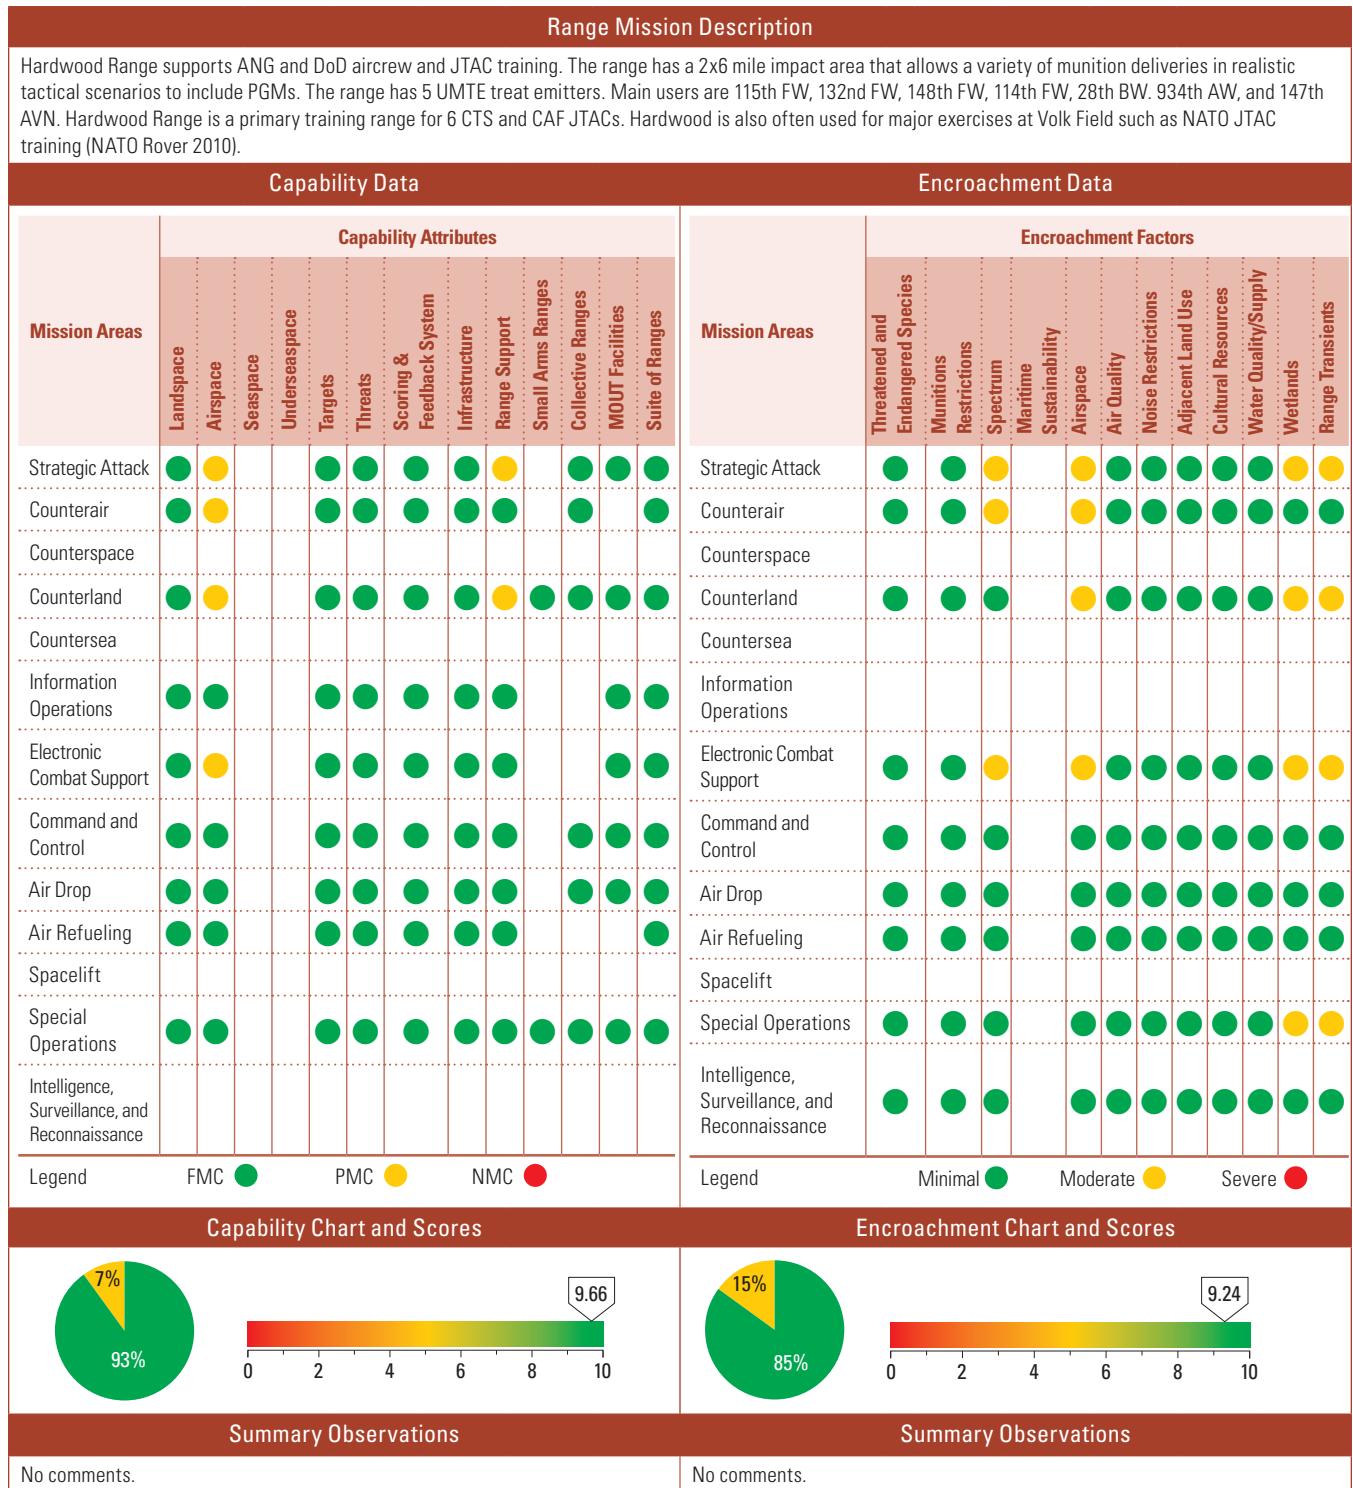 Range Mission Description
Hardwood Range supports ANG and DoD aircrew and JTAC training. The range has a 2x6 mile impact area that allows a variety of munition deliveries in realistic
tactical scenarios to include PGMs. The range has 5 UMTE treat emitters. Main users are 115th FW, 132nd FW, 148th FW, 114th FW, 28th BW. 934th AW, and 147th
AVN. Hardwood Range is a primary training range for 6 CTS and CAF JTACs. Hardwood is also often used for major exercises at Volk Field such as NATO JTAC
training (NATO Rover 2010).
Capability Data
Mission Areas
Capability Attributes
Landspace
Airspace
Seaspace
Underseaspace
Targets
Threats
Scoring &
Feedback System
Infrastructure
Range Support
Small Arms Ranges
Collective Ranges
MOUT Facilities
Suite of Ranges
Strategic Attack
Counterair
Counterspace
Counterland
Countersea
Information
Operations
Electronic
Combat Support
Command and
Control
Air Drop
Air Refueling
Spacelift
Special
Operations
Intelligence,
Surveillance, and
Reconnaissance
Legend FMC PMC NMC
Encroachment Data
Mission Areas
Encroachment Factors
Threatened and
Endangered Species
Munitions
Restrictions
Spectrum
Maritime
Sustainability
Airspace
Air Quality
Noise Restrictions
Adjacent Land Use
Cultural Resources
Water Quality/Supply
Wetlands
Range Transients
Strategic Attack
Counterair
Counterspace
Counterland
Countersea
Information
Operations
Electronic Combat
Support
Command and
Control
Air Drop
Air Refueling
Spacelift
Special Operations
Intelligence,
Surveillance, and
Reconnaissance
Legend Minimal Moderate Severe
Capability Chart and Scores
7%
93%
9.66
0 2 4 6 8 10
Encroachment Chart and Scores
15%
85%
9.24
0 2 4 6 8 10
Summary Observations
No comments.
Summary Observations
No comments.